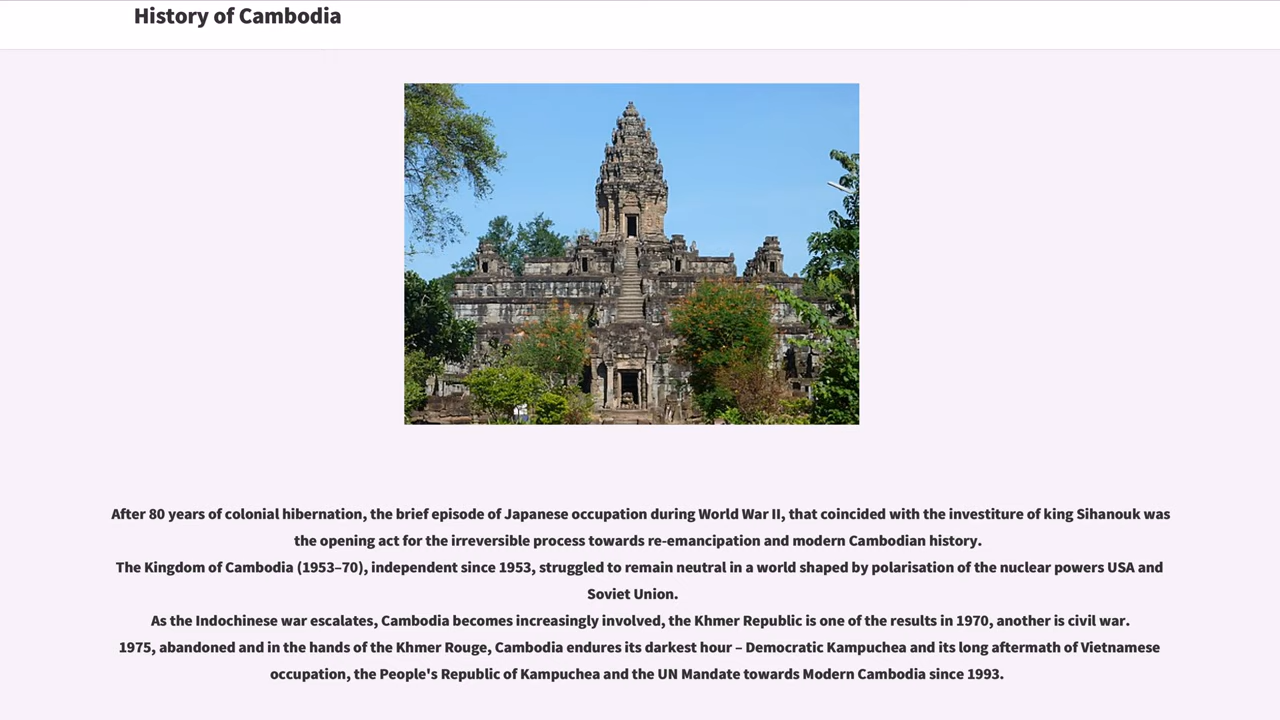 History of Cambodia
After 80 years of colonial hibernation, the brief episode of Japanese occupation during World War II, that coincided with the investiture of king Sihanouk was
the opening act for the irreversible process towards re-emancipation and modern Cambodian history.
The Kingdom of Cambodia (1953–70), independent since 1953, struggled to remain neutral in a world shaped by polarisation of the nuclear powers USA and
Soviet Union.
As the Indochinese war escalates, Cambodia becomes increasingly involved, the Khmer Republic is one of the results in 1970, another is civil war.
1975, abandoned and in the hands of the Khmer Rouge, Cambodia endures its darkest hour – Democratic Kampuchea and its long aftermath of Vietnamese
occupation, the People's Republic of Kampuchea and the UN Mandate towards Modern Cambodia since 1993.